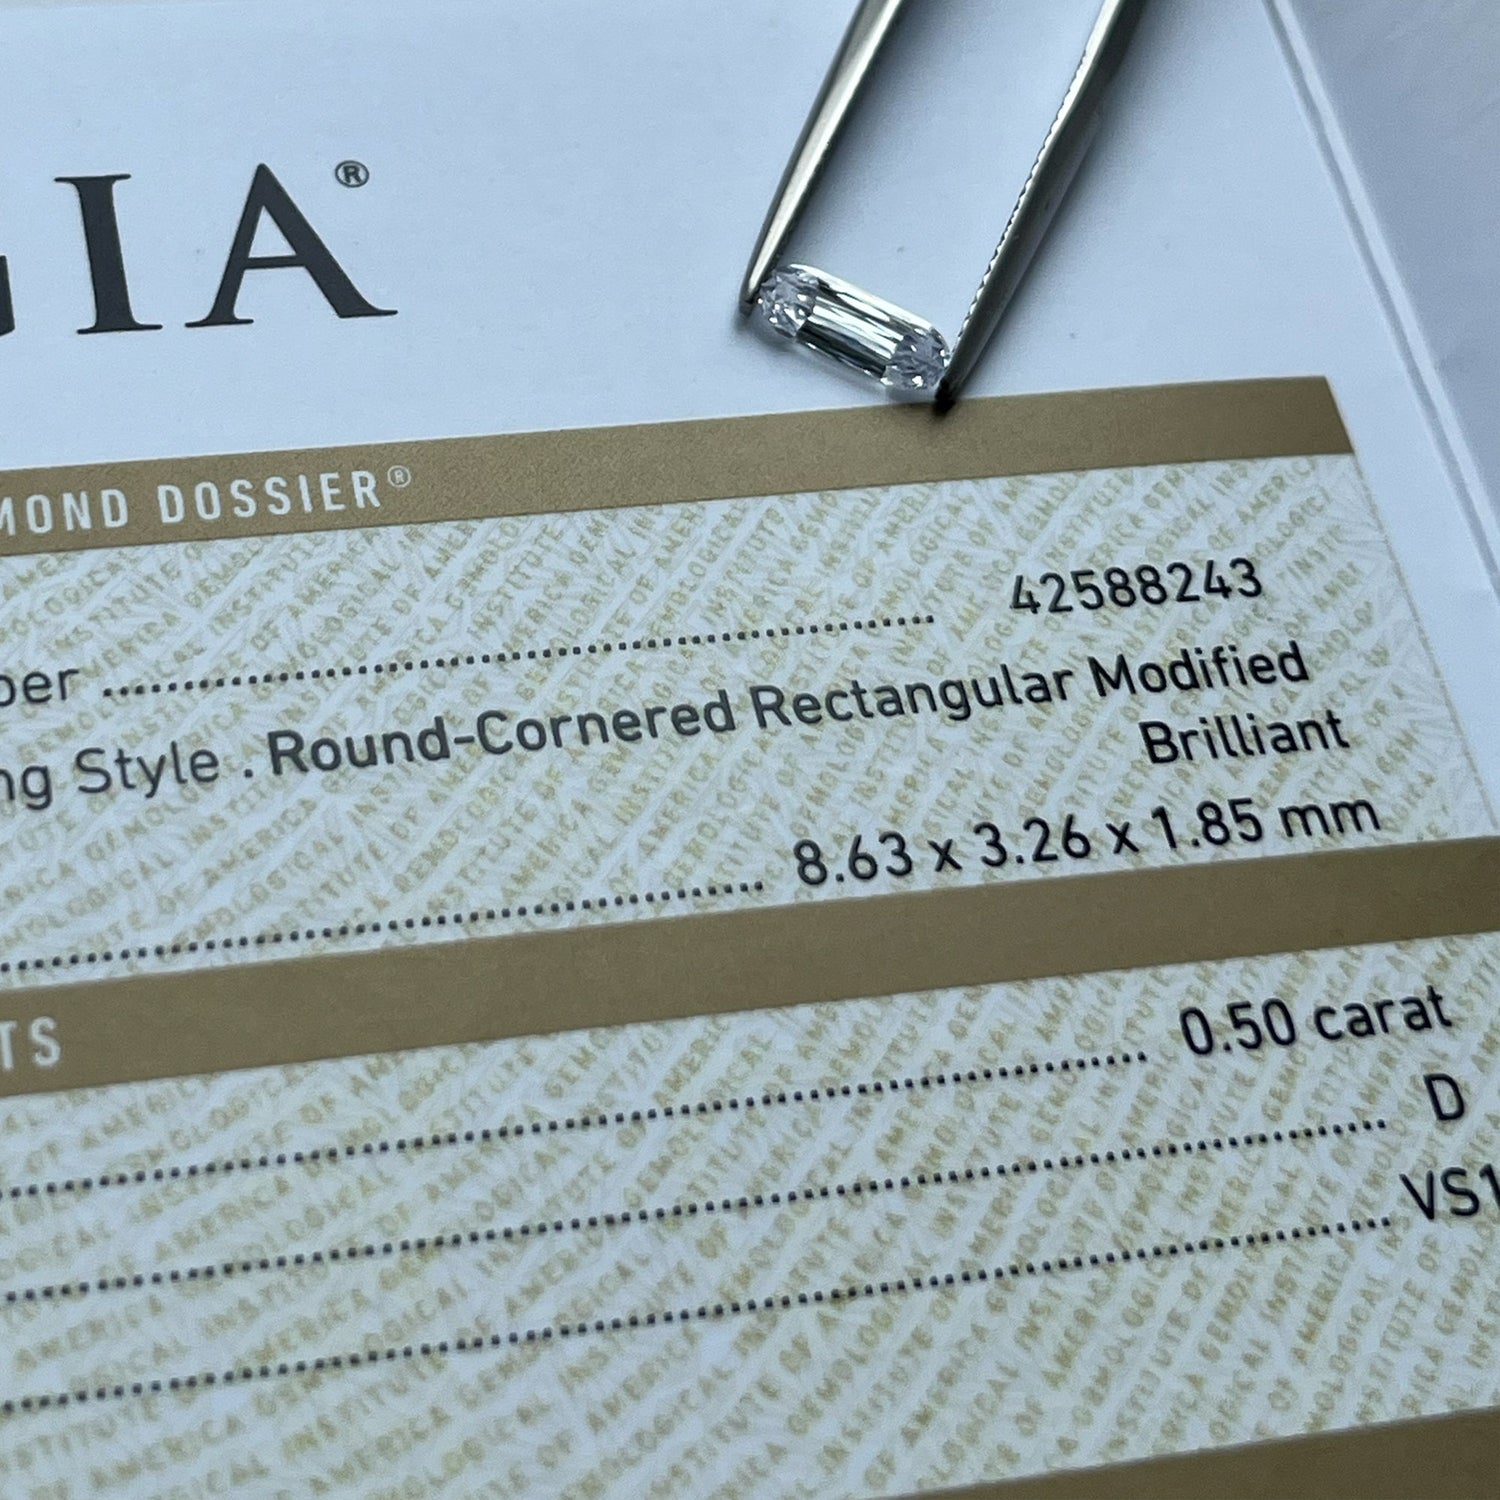 GIA®
MOND DOSSIER®
ber ........ 42588243
ng Style . Round-Cornered Rectangular Modified
Brilliant
........ 8.63 x 3.26 x 1.85 mm
TS
........ 0.50 carat
........ D
........ VS1